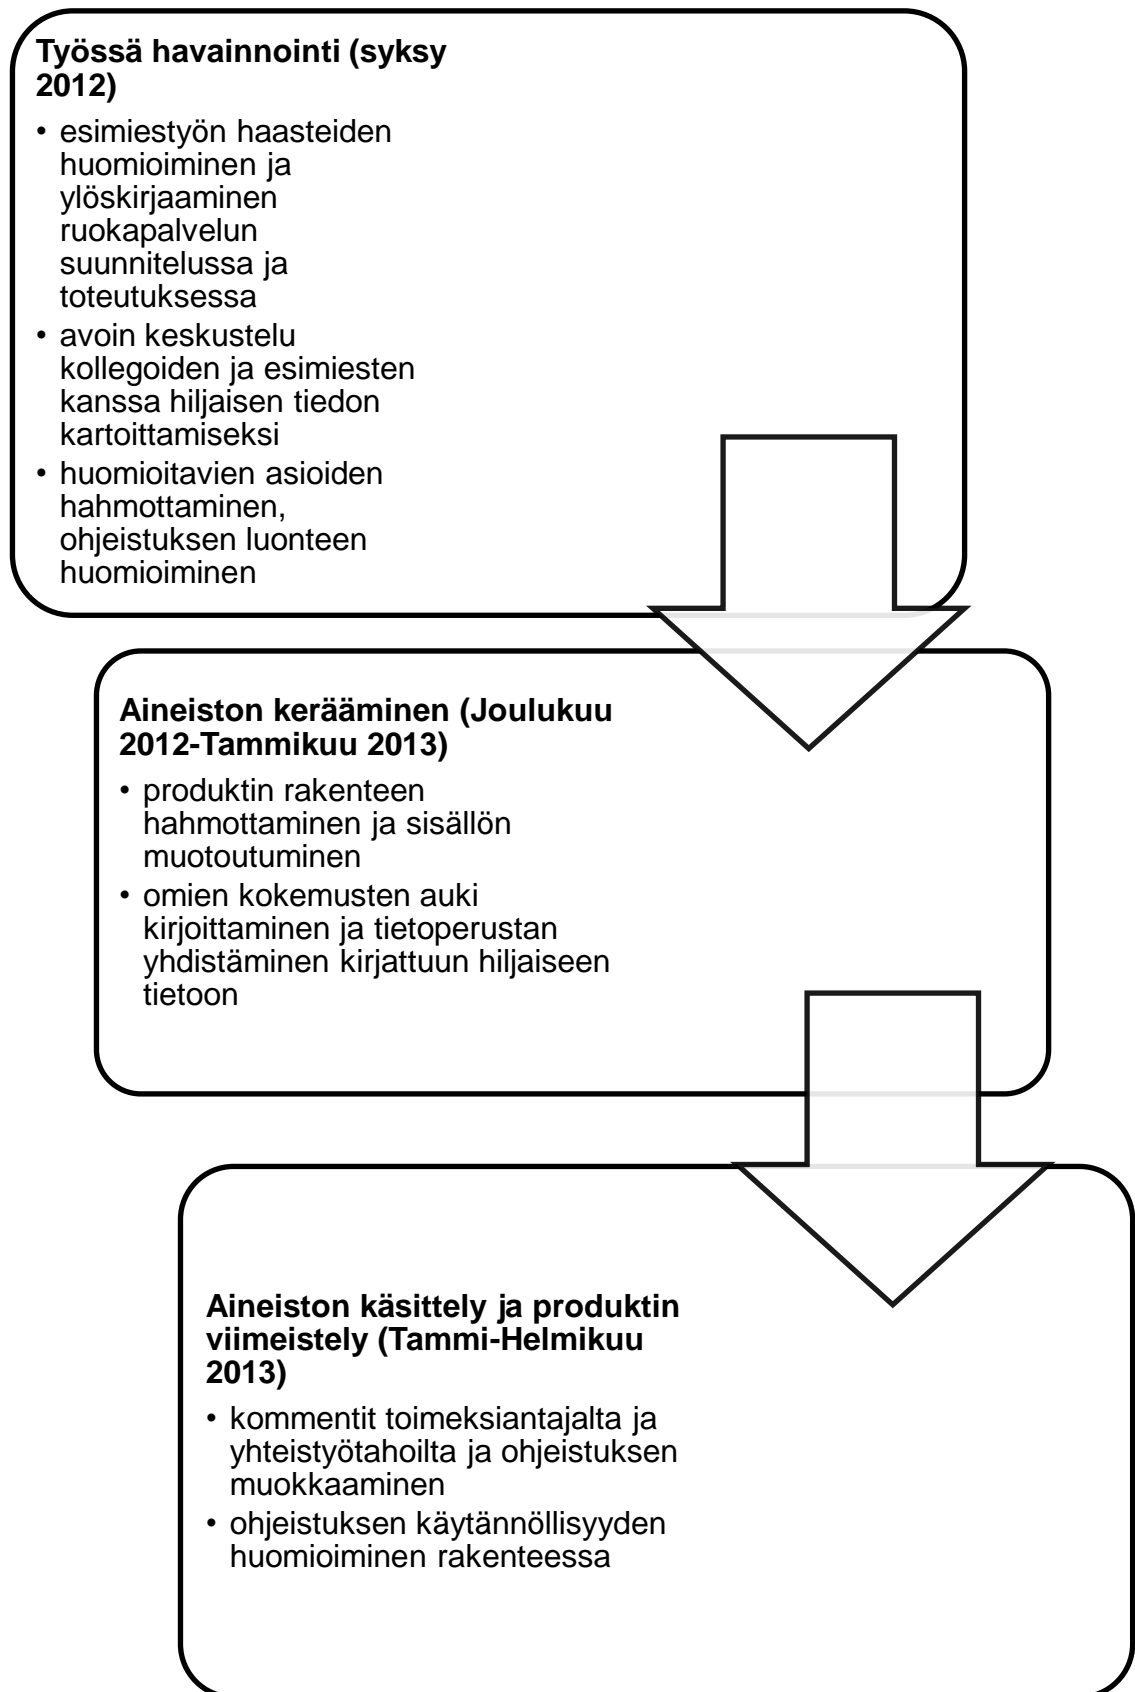 Työssä havainnointi (syksy
2012)
• esimiestyön haasteiden
huomioiminen ja
ylöskirjaaminen
ruokapalvelun
suunnitelussa ja
toteutuksessa
• avoin keskustelu
kollegoiden ja esimiesten
kanssa hiljaisen tiedon
kartoittamiseksi
• huomioitavien asioiden
hahmottaminen,
ohjeistuksen luonteen
huomioiminen
Aineiston kerääminen (Joulukuu
2012-Tammikuu 2013)
• produktin rakenteen
hahmottaminen ja sisällön
muotoutuminen
• omien kokemusten auki
kirjoittaminen ja tietoperustan
yhdistäminen kirjattuun hiljaiseen
tietoon
Aineiston käsittely ja produktin
viimeistely (Tammi-Helmikuu
2013)
• kommentit toimeksiantajalta ja
yhteistyötahoilta ja ohjeistuksen
muokkaaminen
• ohjeistuksen käytännöllisyyden
huomioiminen rakenteessa